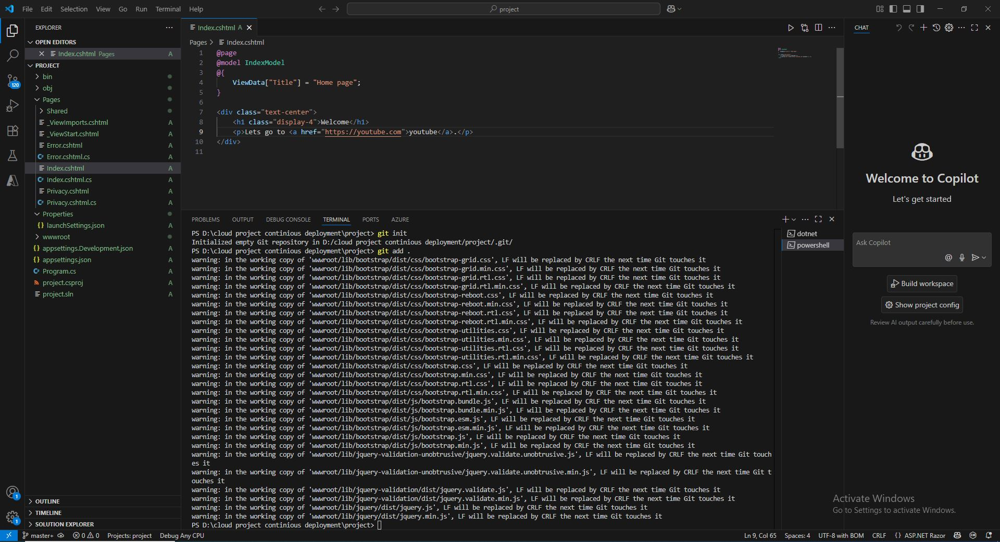 File Edit Selection View Go Run Terminal Help
project
EXPLORER
OPEN EDITORS
Index.cshtml Pages A
PROJECT
bin
obj
Pages
Shared
_ViewImports.cshtml A
_ViewStart.cshtml A
Error.cshtml A
Error.cshtml.cs A
Index.cshtml A
Index.cshtml.cs A
Privacy.cshtml A
Privacy.cshtml.cs A
Properties
launchSettings.json A
wwwroot
appsettings.Development.json A
appsettings.json A
Program.cs A
project.csproj A
project.sln A
OUTLINE
TIMELINE
SOLUTION EXPLORER
120
1
1
Index.cshtml A
Pages > Index.cshtml
1 @page
2 @model IndexModel
3 @{
4 ViewData["Title"] = "Home page";
5 }
6
7 <div class="text-center">
8 <h1 class="display-4">Welcome</h1>
9 <p>Lets go to <a href="https://youtube.com">youtube</a>.</p>
10 </div>
11
PROBLEMS OUTPUT DEBUG CONSOLE TERMINAL PORTS AZURE
PS D:\cloud project continious deployment\project> git init
Initialized empty Git repository in D:/cloud project continious deployment/project/.git/
PS D:\cloud project continious deployment\project> git add .
warning: in the working copy of 'wwwroot/lib/bootstrap/dist/css/bootstrap-grid.css', LF will be replaced by CRLF the next time Git touches it
warning: in the working copy of 'wwwroot/lib/bootstrap/dist/css/bootstrap-grid.min.css', LF will be replaced by CRLF the next time Git touches it
warning: in the working copy of 'wwwroot/lib/bootstrap/dist/css/bootstrap-grid.rtl.css', LF will be replaced by CRLF the next time Git touches it
warning: in the working copy of 'wwwroot/lib/bootstrap/dist/css/bootstrap-grid.rtl.min.css', LF will be replaced by CRLF the next time Git touches it
warning: in the working copy of 'wwwroot/lib/bootstrap/dist/css/bootstrap-reboot.css', LF will be replaced by CRLF the next time Git touches it
warning: in the working copy of 'wwwroot/lib/bootstrap/dist/css/bootstrap-reboot.min.css', LF will be replaced by CRLF the next time Git touches it
warning: in the working copy of 'wwwroot/lib/bootstrap/dist/css/bootstrap-reboot.rtl.css', LF will be replaced by CRLF the next time Git touches it
warning: in the working copy of 'wwwroot/lib/bootstrap/dist/css/bootstrap-reboot.rtl.min.css', LF will be replaced by CRLF the next time Git touches it
warning: in the working copy of 'wwwroot/lib/bootstrap/dist/css/bootstrap-utilities.css', LF will be replaced by CRLF the next time Git touches it
warning: in the working copy of 'wwwroot/lib/bootstrap/dist/css/bootstrap-utilities.min.css', LF will be replaced by CRLF the next time Git touches it
warning: in the working copy of 'wwwroot/lib/bootstrap/dist/css/bootstrap-utilities.rtl.css', LF will be replaced by CRLF the next time Git touches it
warning: in the working copy of 'wwwroot/lib/bootstrap/dist/css/bootstrap-utilities.rtl.min.css', LF will be replaced by CRLF the next time Git touches it
warning: in the working copy of 'wwwroot/lib/bootstrap/dist/css/bootstrap.css', LF will be replaced by CRLF the next time Git touches it
warning: in the working copy of 'wwwroot/lib/bootstrap/dist/css/bootstrap.min.css', LF will be replaced by CRLF the next time Git touches it
warning: in the working copy of 'wwwroot/lib/bootstrap/dist/css/bootstrap.rtl.css', LF will be replaced by CRLF the next time Git touches it
warning: in the working copy of 'wwwroot/lib/bootstrap/dist/css/bootstrap.rtl.min.css', LF will be replaced by CRLF the next time Git touches it
warning: in the working copy of 'wwwroot/lib/bootstrap/dist/js/bootstrap.bundle.js', LF will be replaced by CRLF the next time Git touches it
warning: in the working copy of 'wwwroot/lib/bootstrap/dist/js/bootstrap.bundle.min.js', LF will be replaced by CRLF the next time Git touches it
warning: in the working copy of 'wwwroot/lib/bootstrap/dist/js/bootstrap.esm.js', LF will be replaced by CRLF the next time Git touches it
warning: in the working copy of 'wwwroot/lib/bootstrap/dist/js/bootstrap.esm.min.js', LF will be replaced by CRLF the next time Git touches it
warning: in the working copy of 'wwwroot/lib/bootstrap/dist/js/bootstrap.js', LF will be replaced by CRLF the next time Git touches it
warning: in the working copy of 'wwwroot/lib/bootstrap/dist/js/bootstrap.min.js', LF will be replaced by CRLF the next time Git touches it
warning: in the working copy of 'wwwroot/lib/jquery-validation-unobtrusive/jquery.validate.unobtrusive.js', LF will be replaced by CRLF the next time Git touch
es it
warning: in the working copy of 'wwwroot/lib/jquery-validation-unobtrusive/jquery.validate.unobtrusive.min.js', LF will be replaced by CRLF the next time Git t
ouches it
warning: in the working copy of 'wwwroot/lib/jquery-validation/dist/jquery.validate.js', LF will be replaced by CRLF the next time Git touches it
warning: in the working copy of 'wwwroot/lib/jquery-validation/dist/jquery.validate.min.js', LF will be replaced by CRLF the next time Git touches it
warning: in the working copy of 'wwwroot/lib/jquery/dist/jquery.js', LF will be replaced by CRLF the next time Git touches it
warning: in the working copy of 'wwwroot/lib/jquery/dist/jquery.min.js', LF will be replaced by CRLF the next time Git touches it
PS D:\cloud project continious deployment\project>
dotnet
powershell
CHAT
Welcome to Copilot
Let's get started
Ask Copilot
Build workspace
Show project config
Review AI output carefully before use.
Activate Windows
Go to Settings to activate Windows.
master+ 0 0 Projects: project Debug Any CPU
Ln 9, Col 65 Spaces: 4 UTF-8 with BOM CRLF {} ASP.NET Razor